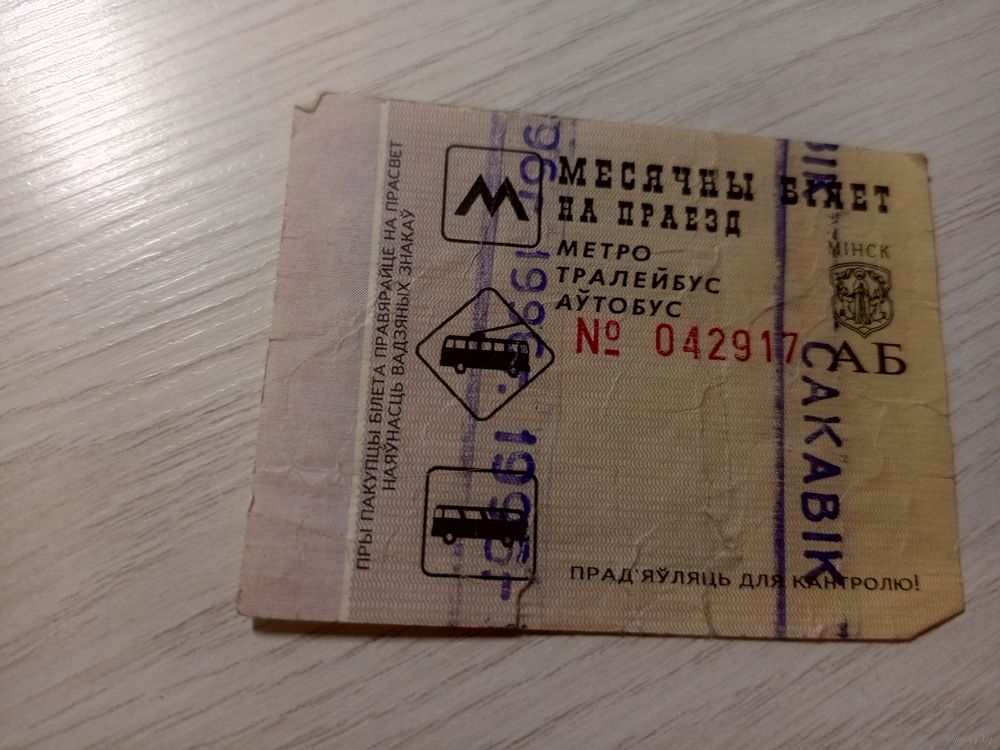 МЕСЯЧНЫ БІЛЕТ
НА ПРАЕЗД
МЕТРО
ТРАЛЕЙБУС
АЎТОБУС
№ 042917
МІНСК
АБ
ПРАД'ЯЎЛЯЦЬ ДЛЯ КАНТРОЛЮ!
ПРЫ ПАКУПЦЫ БІЛЕТА ПРАВЯРАЙЦЕ НА ПРАСВЕТ
НАЯЎНАСЦЬ ВАДЗЯНЫХ ЗНАКАЎ
1996г.
САКАВІК